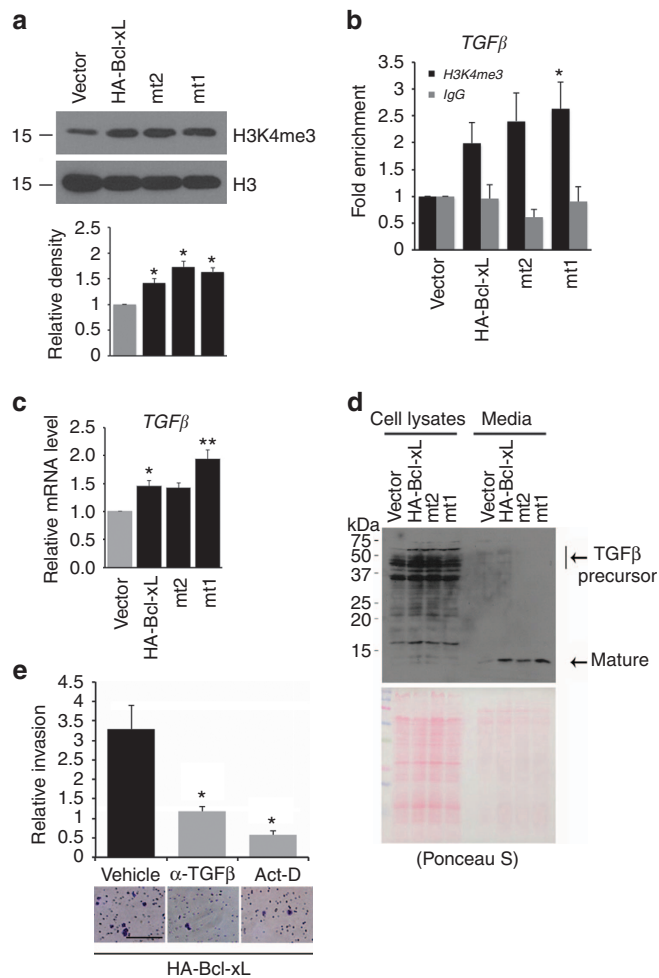 a
Vector
HA-Bcl-xL
mt2
mt1
15
H3K4me3
15
H3
Relative density
2.5
2
1.5
1
0.5
0
*
*
*
b
TGFβ
H3K4me3
IgG
*
Fold enrichment
3.5
3
2.5
2
1.5
1
0.5
0
Vector
HA-Bcl-xL
mt2
mt1
c
TGFβ
Relative mRNA level
2.5
2.0
1.5
1.0
0.5
0
*
**
Vector
HA-Bcl-xL
mt2
mt1
d
Cell lysates
Media
Vector
HA-Bcl-xL
mt2
mt1
Vector
HA-Bcl-xL
mt2
mt1
kDa
75
50
37
25
20
15
TGFβ
precursor
Mature
(Ponceau S)
e
Relative invasion
4.5
4
3.5
3
2.5
2
1.5
1
0.5
0
*
*
Vehicle
α-TGFβ
Act-D
HA-Bcl-xL